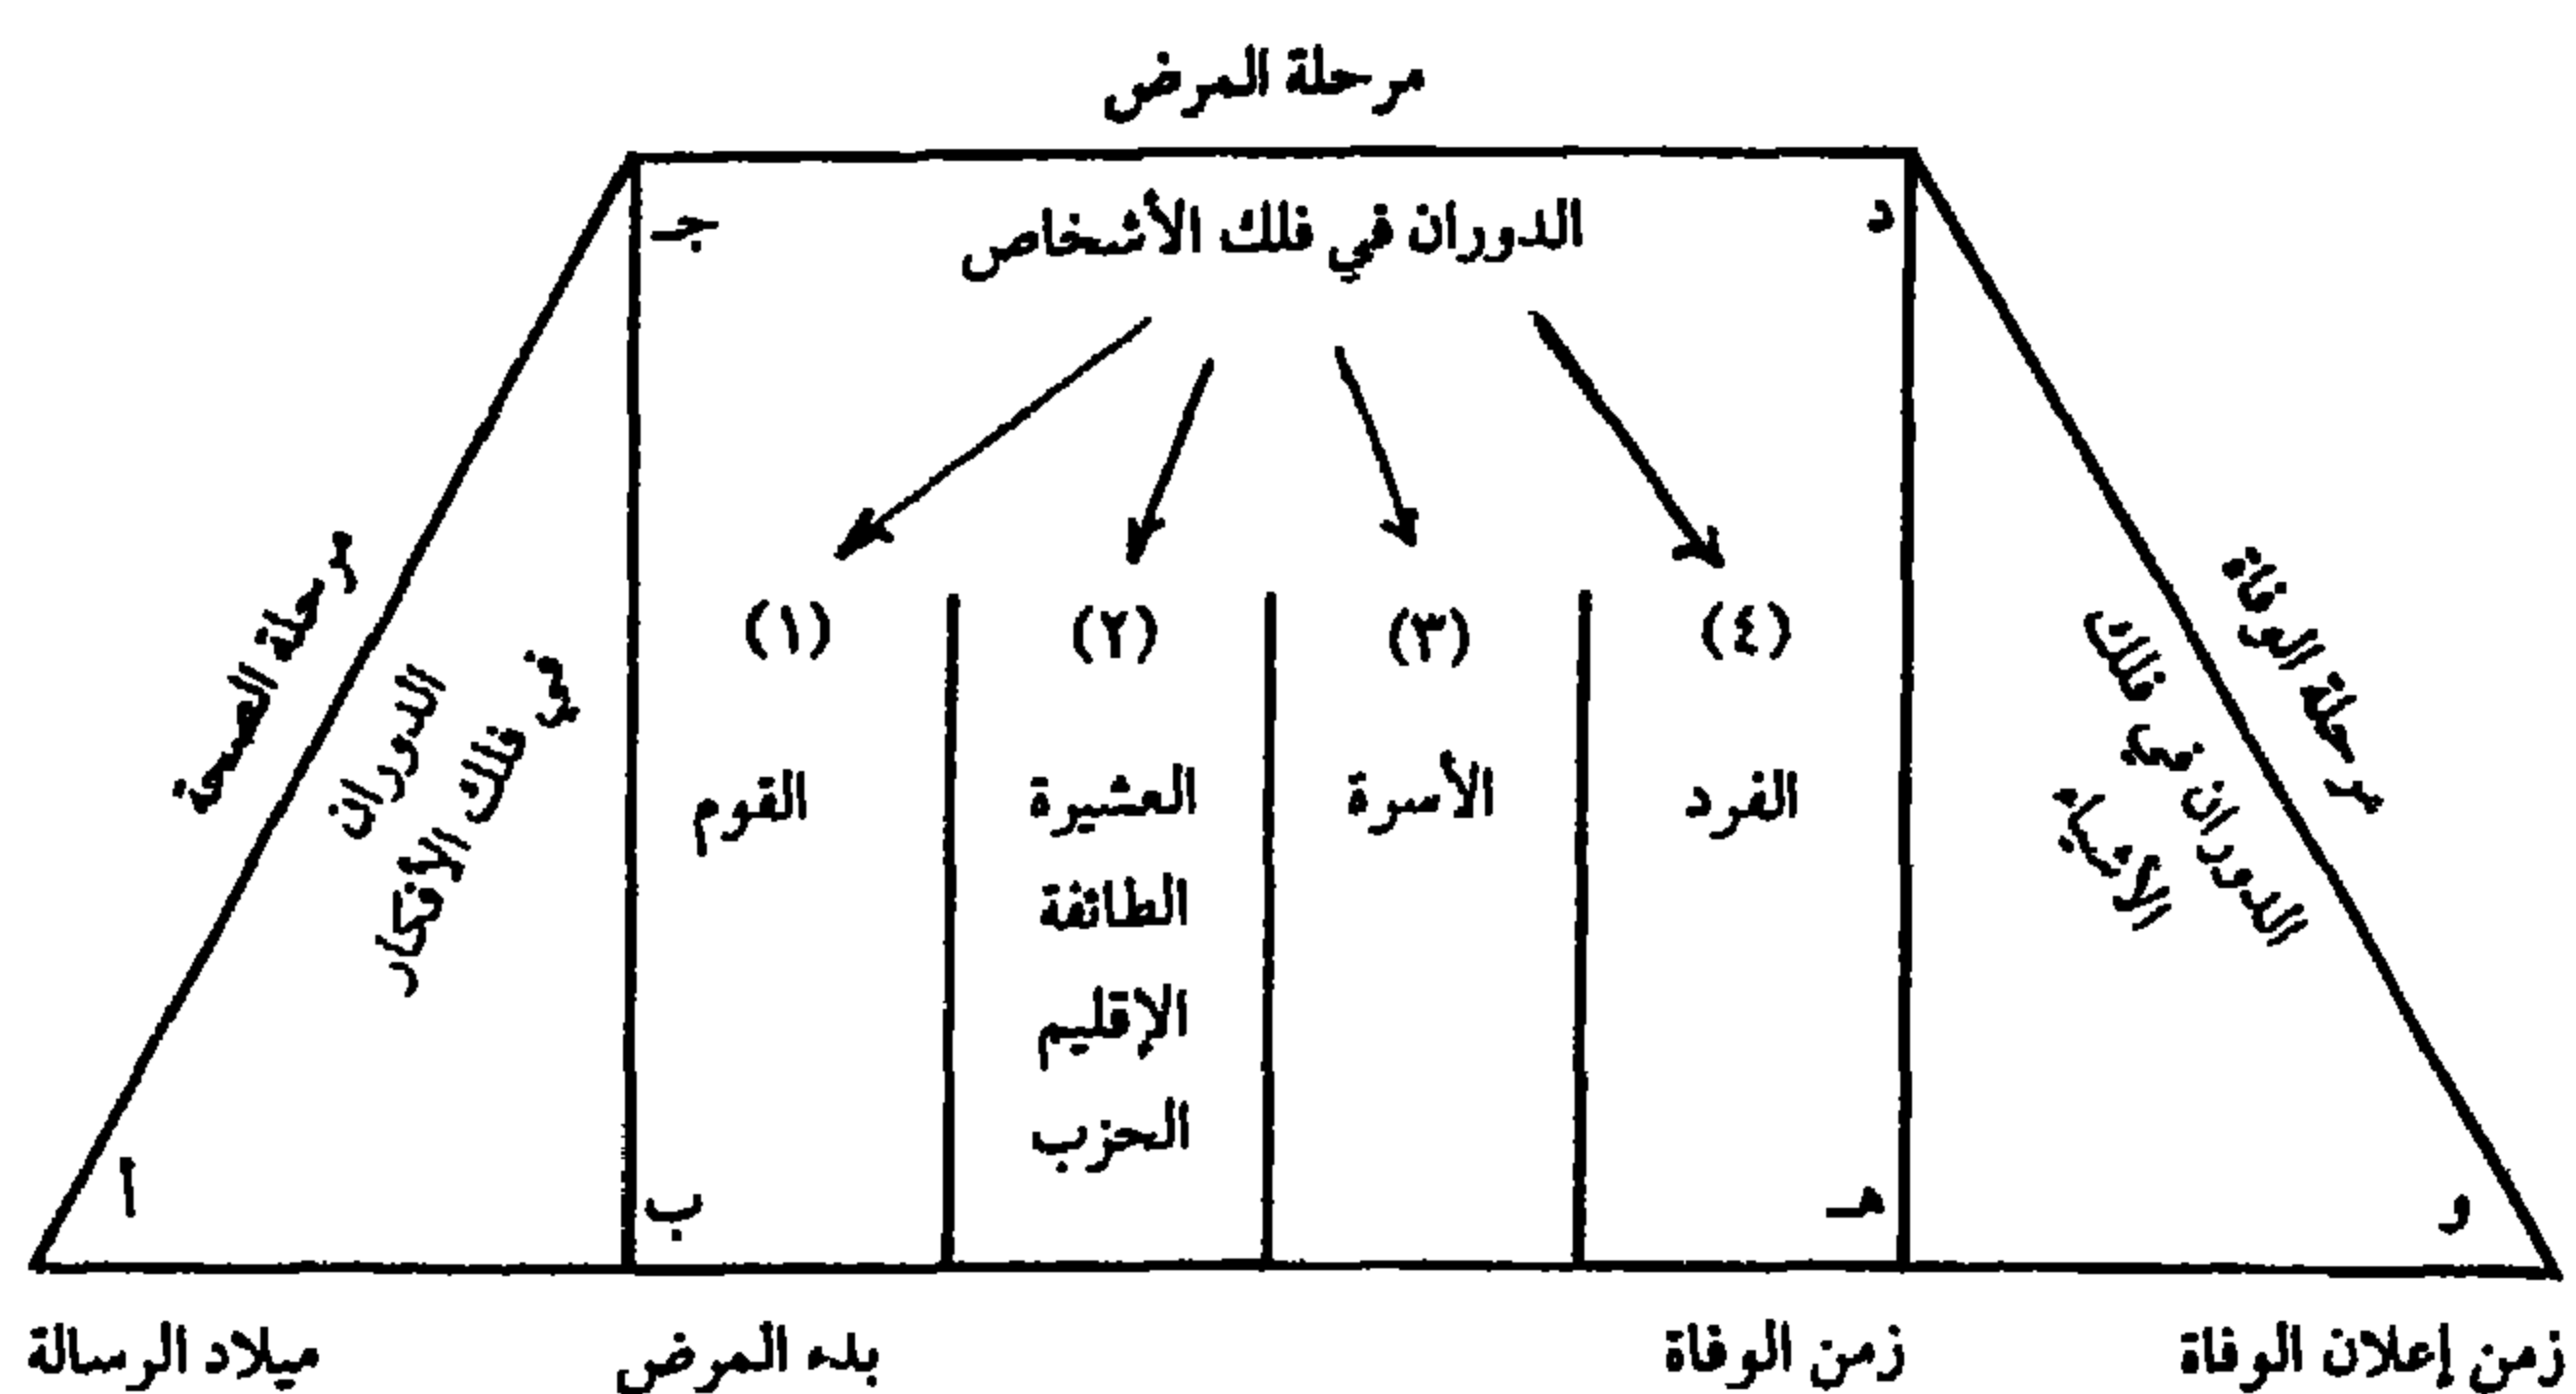 مرحلة المرض
جـ
الدوران في فلك الأشخاص
د
(١)
(٢)
(٣)
(٤)
القوم
العشيرة
الطائفة
الإقليم
الحزب
الأسرة
الفرد
مرحلة الصحة
الدوران
في فلك الأفكار
مرحلة الوفاة
الدوران في فلك
الأشياء
أ
ب
هـ
و
ميلاد الرسالة
بدء المرض
زمن الوفاة
زمن إعلان الوفاة